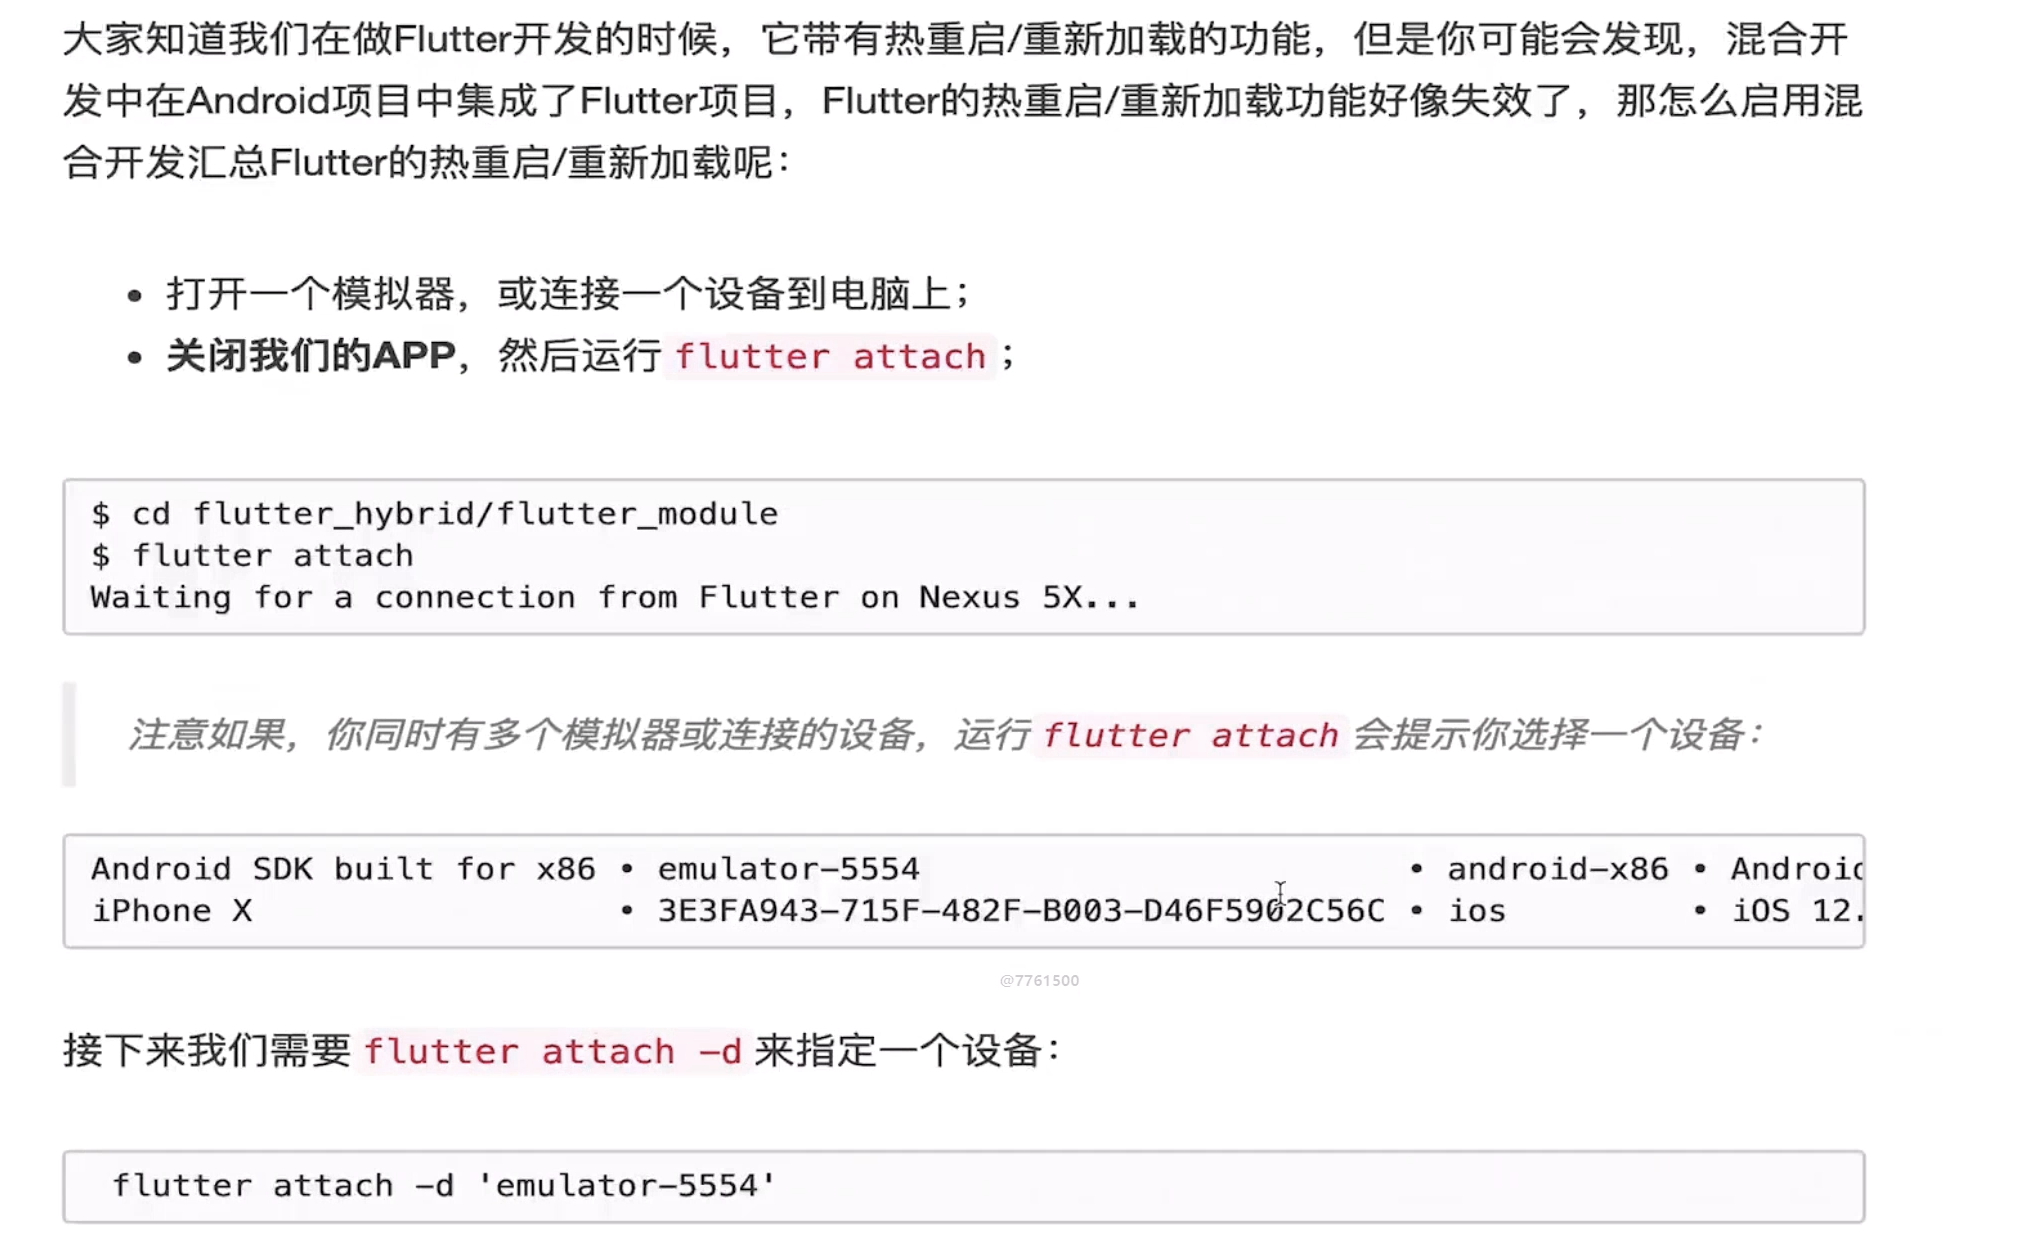 大家知道我们在做Flutter开发的时候，它带有热重启/重新加载的功能，但是你可能会发现，混合开
发中在Android项目中集成了Flutter项目，Flutter的热重启/重新加载功能好像失效了，那怎么启用混
合开发汇总Flutter的热重启/重新加载呢：
• 打开一个模拟器，或连接一个设备到电脑上；
• 关闭我们的APP，然后运行 flutter attach；
$ cd flutter_hybrid/flutter_module
$ flutter attach
Waiting for a connection from Flutter on Nexus 5X...
注意如果，你同时有多个模拟器或连接的设备，运行 flutter attach 会提示你选择一个设备：
Android SDK built for x86 • emulator-5554 • android-x86 • Android
iPhone X • 3E3FA943-715F-482F-B003-D46F5902C56C • ios • iOS 12.
@7761500
接下来我们需要 flutter attach -d 来指定一个设备：
flutter attach -d 'emulator-5554'